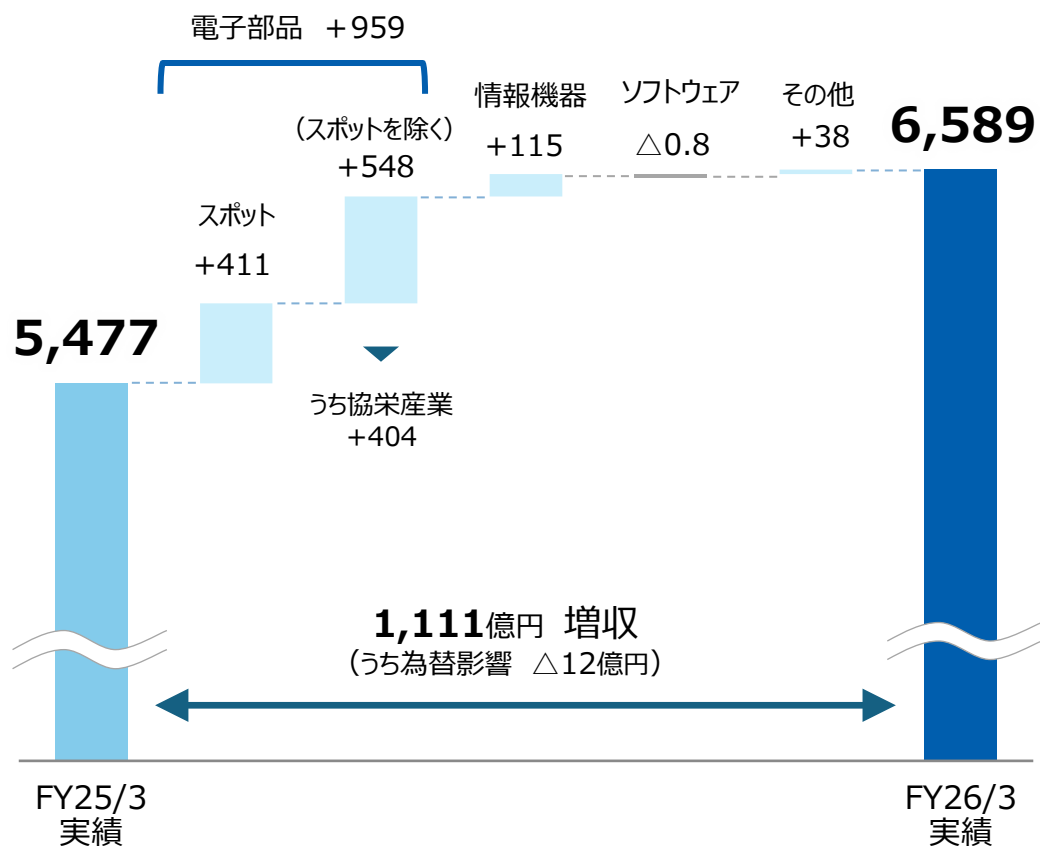 電子部品 +959
(スポットを除く)
+548
情報機器
+115
ソフトウェア
△0.8
その他
+38
6,589
スポット
+411
5,477
うち協栄産業
+404
1,111億円 増収
(うち為替影響 △12億円)
FY25/3
実績
FY26/3
実績